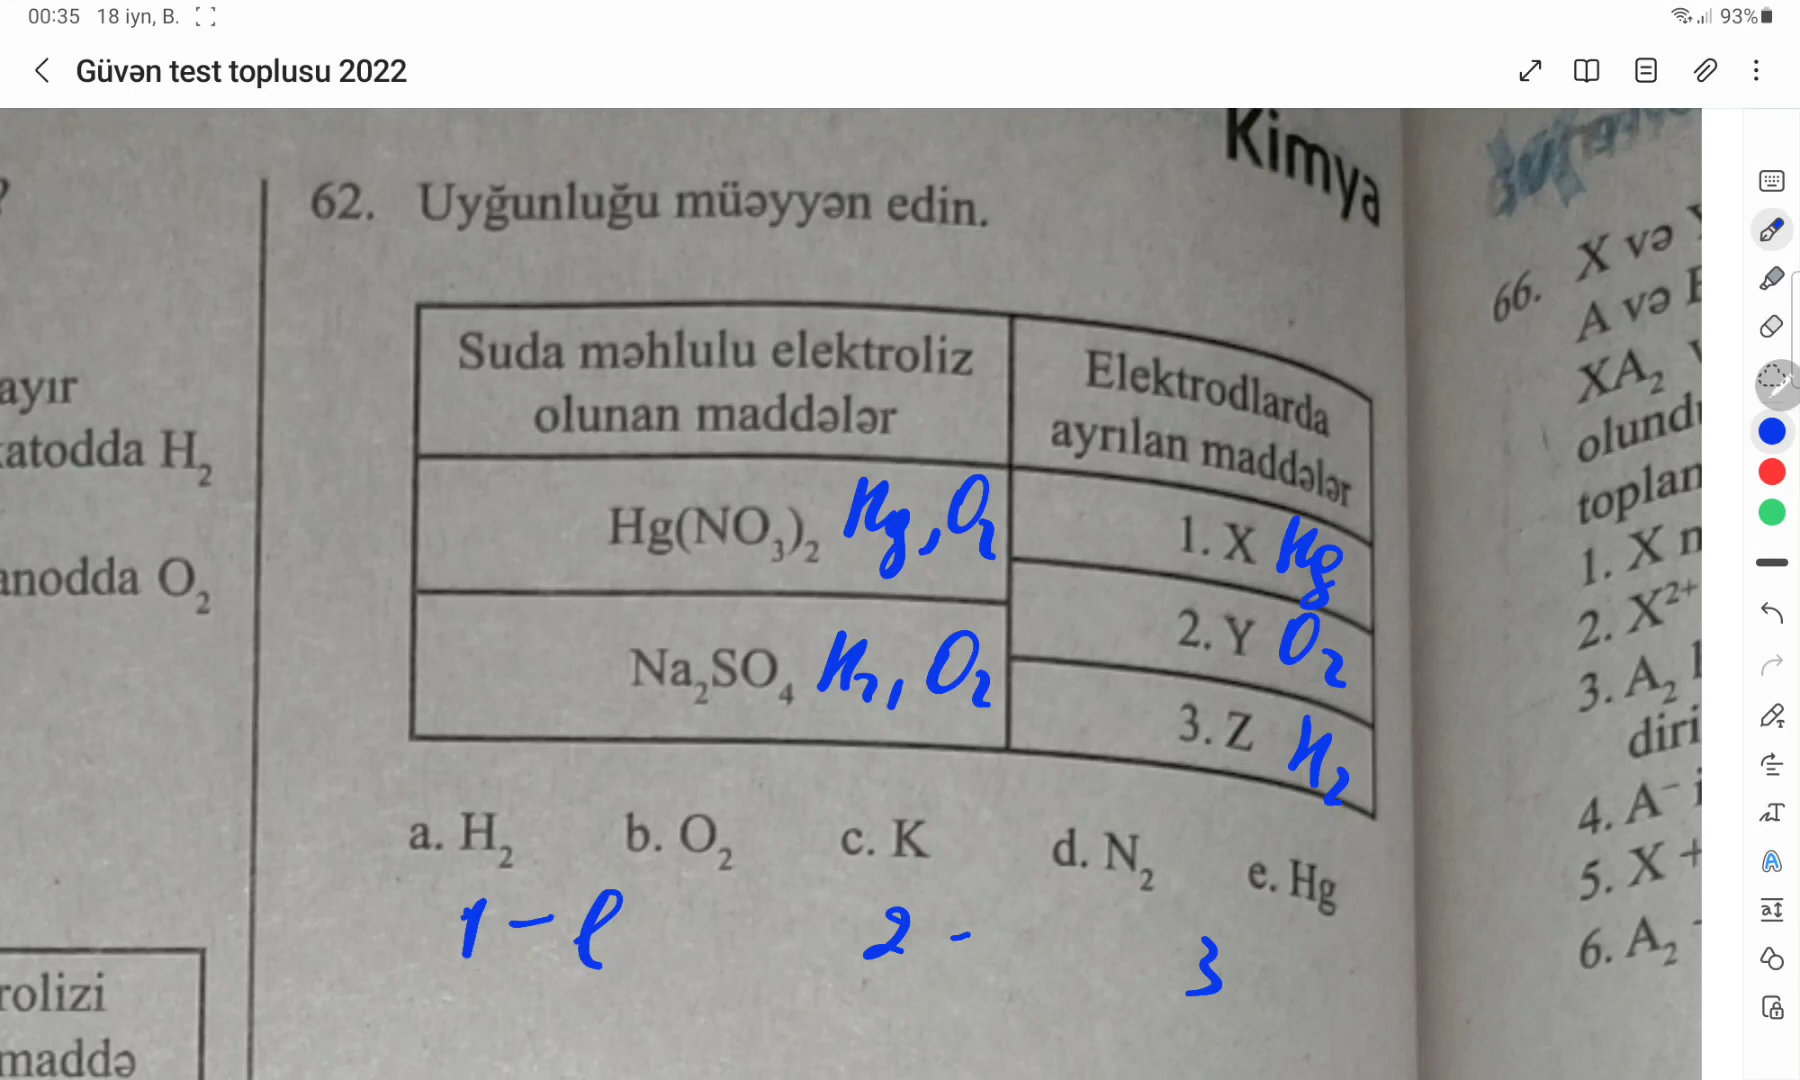 00:35 18 iyn, B. 93%
Güvən test toplusu 2022
Kimya
?
ayır
katodda H₂
anodda O₂
rolizi
maddə
62. Uyğunluğu müəyyən edin.
Suda məhlulu elektroliz
olunan maddələr
Elektrodlarda
ayrılan maddələr
Hg(NO₃)₂ Hg, O₂
Na₂SO₄ H₂, O₂
1. X Hg
2. Y O₂
3. Z H₂
a. H₂ b. O₂ c. K d. N₂ e. Hg
1 - e 2 - 3
66. X və Y
A və
XA₂
olundu
toplan
1. X m
2. X²⁺
3. A₂
diri
4. A⁻ i
5. X +
6. A₂ -